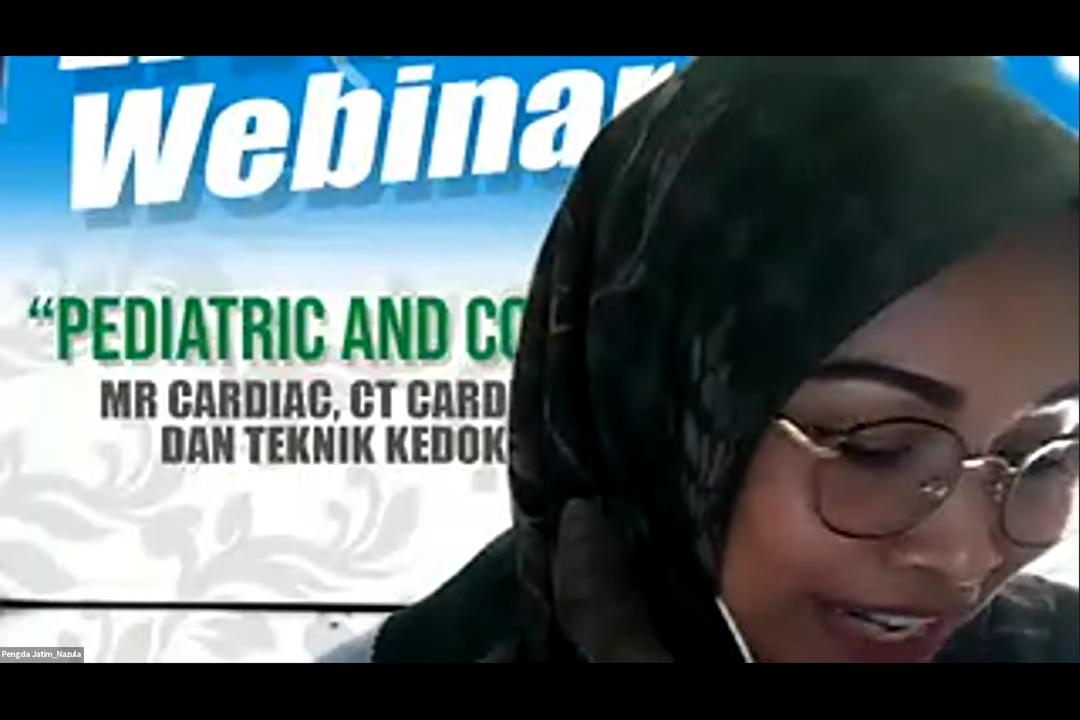 Webinar
“PEDIATRIC AND CO
MR CARDIAC, CT CARD
DAN TEKNIK KEDOK
Pengda Jatim_Nazula